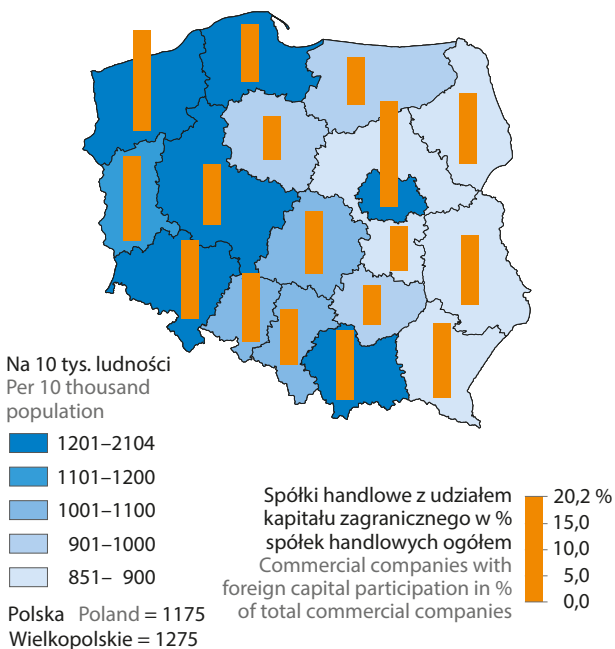 Na 10 tys. ludności
Per 10 thousand
population
1201–2104
1101–1200
1001–1100
901–1000
851– 900
Polska Poland = 1175
Wielkopolskie = 1275
Spółki handlowe z udziałem
kapitału zagranicznego w %
spółek handlowych ogółem
Commercial companies with
foreign capital participation in %
of total commercial companies
20,2 %
15,0
10,0
5,0
0,0